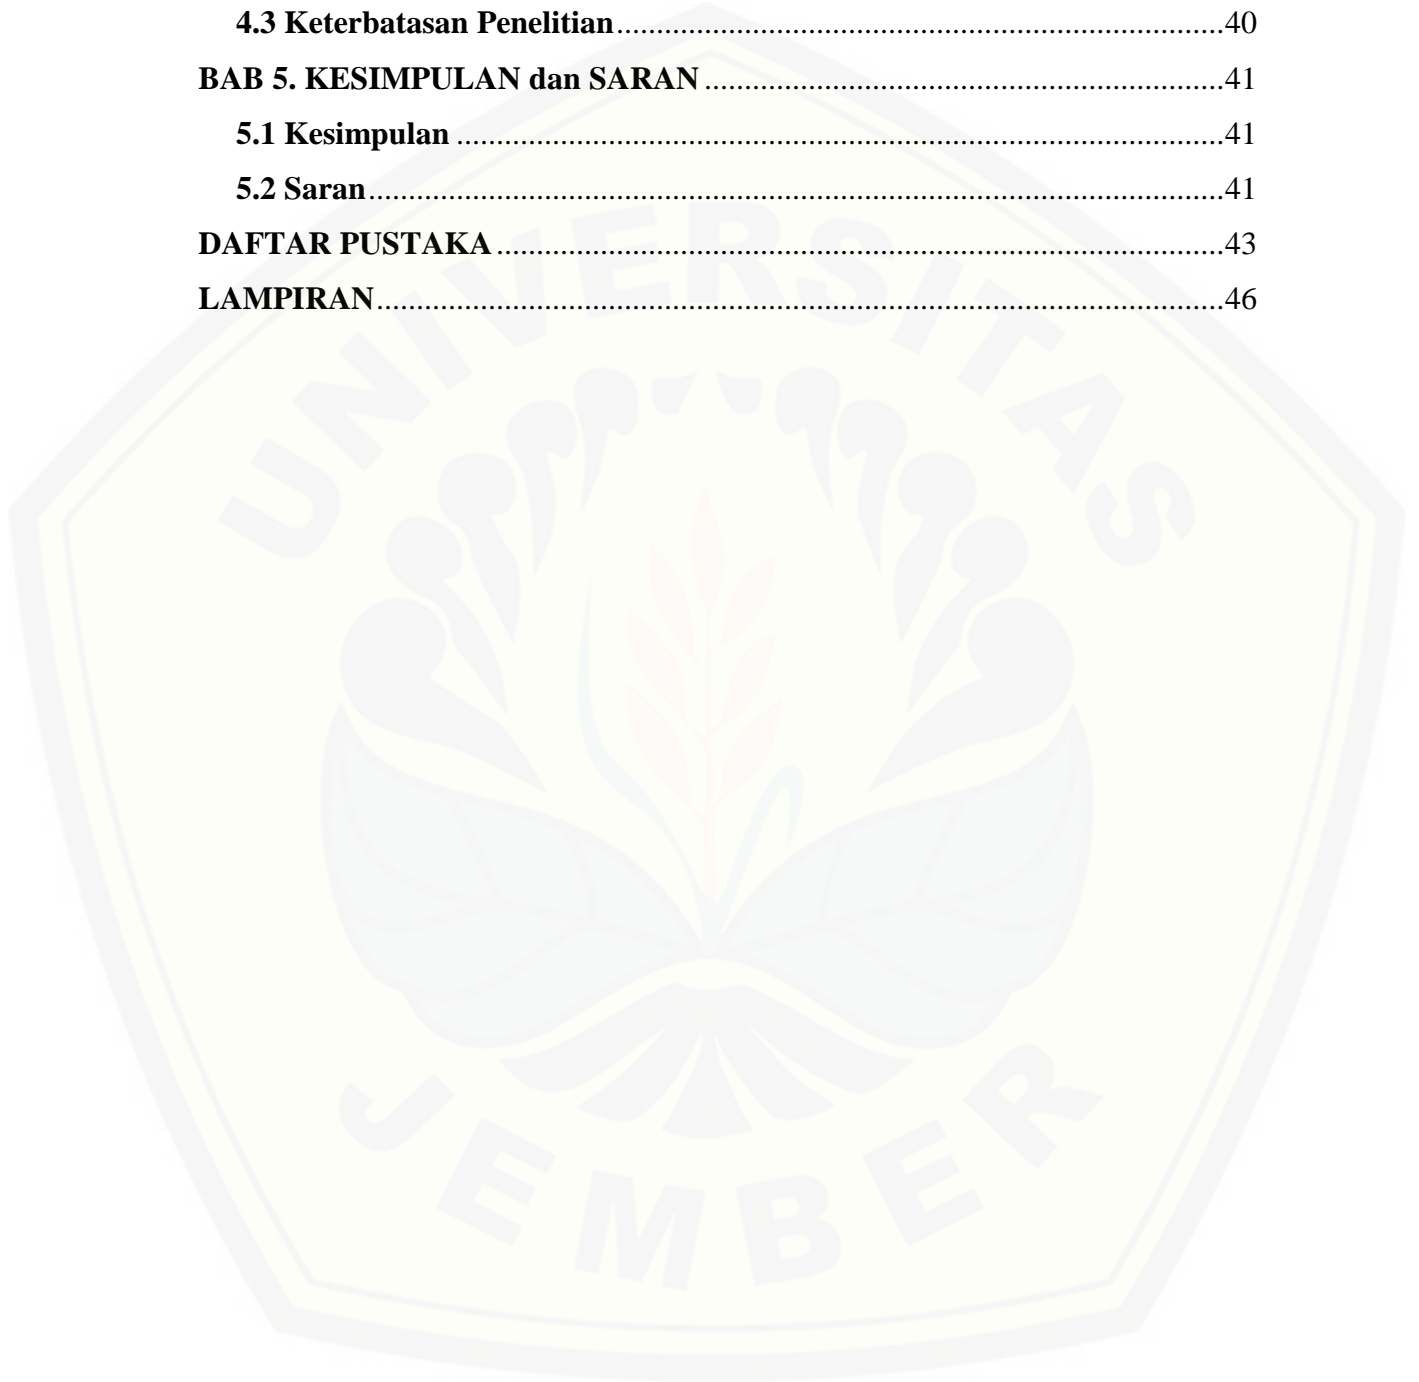 4.3 Keterbatasan Penelitian............................................................................40
BAB 5. KESIMPULAN dan SARAN.................................................................41
5.1 Kesimpulan................................................................................................41
5.2 Saran...........................................................................................................41
DAFTAR PUSTAKA...........................................................................................43
LAMPIRAN..........................................................................................................46
UNIVERSITAS
JEMBER